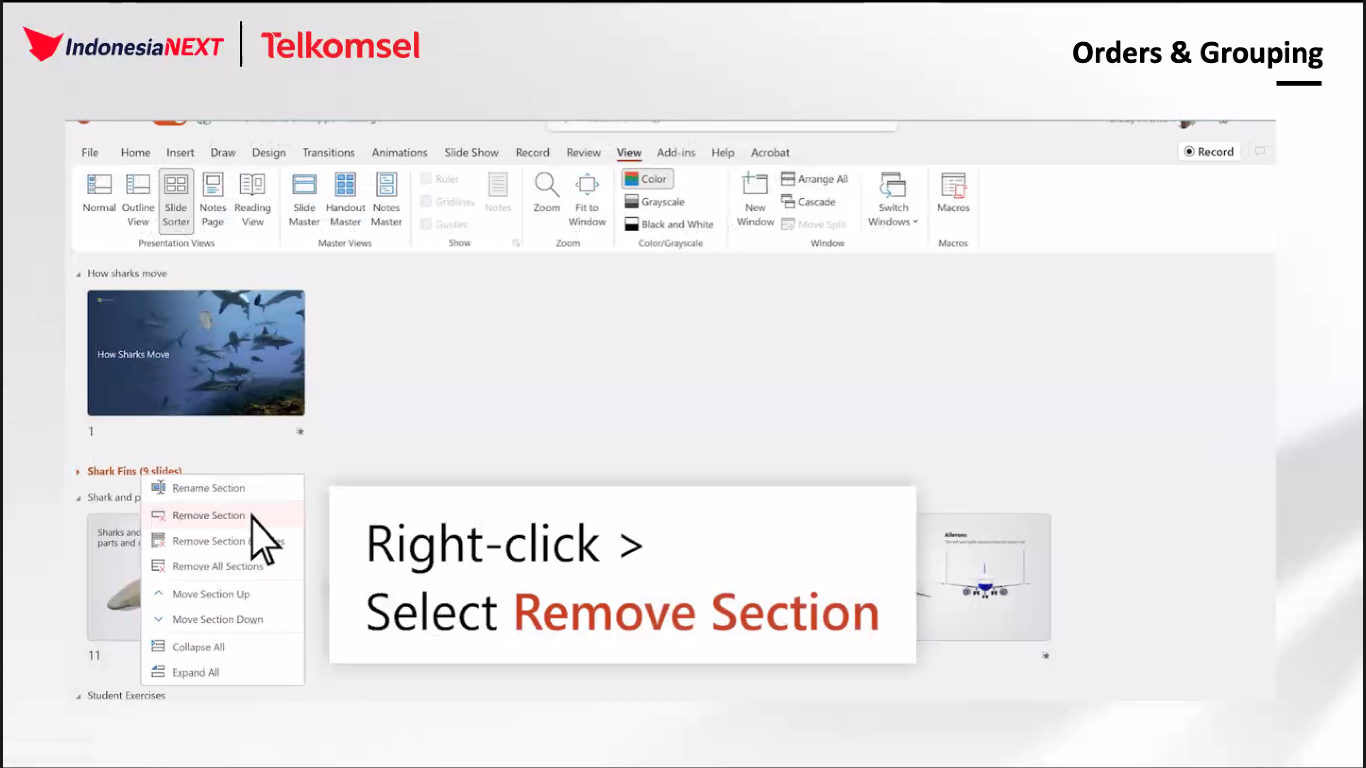 IndonesiaNEXT
Telkomsel
Orders & Grouping
File Home Insert Draw Design Transitions Animations Slide Show Record Review View Add-ins Help Acrobat
Record
Normal
Outline View
Slide Sorter
Notes Page
Reading View
Presentation Views
Slide Master
Handout Master
Notes Master
Master Views
Ruler
Gridlines
Guides
Notes
Show
Zoom
Fit to Window
Zoom
Color
Grayscale
Black and White
Color/Grayscale
New Window
Arrange All
Cascade
Move Split
Window
Switch Windows
Macros
Macros
How sharks move
How Sharks Move
1
Shark Fins (9 slides)
Shark and p
Sharks and
parts and
11
Rename Section
Remove Section
Remove Section &
Remove All Sections
Move Section Up
Move Section Down
Collapse All
Expand All
Right-click >
Select Remove Section
Ailerons
Student Exercises